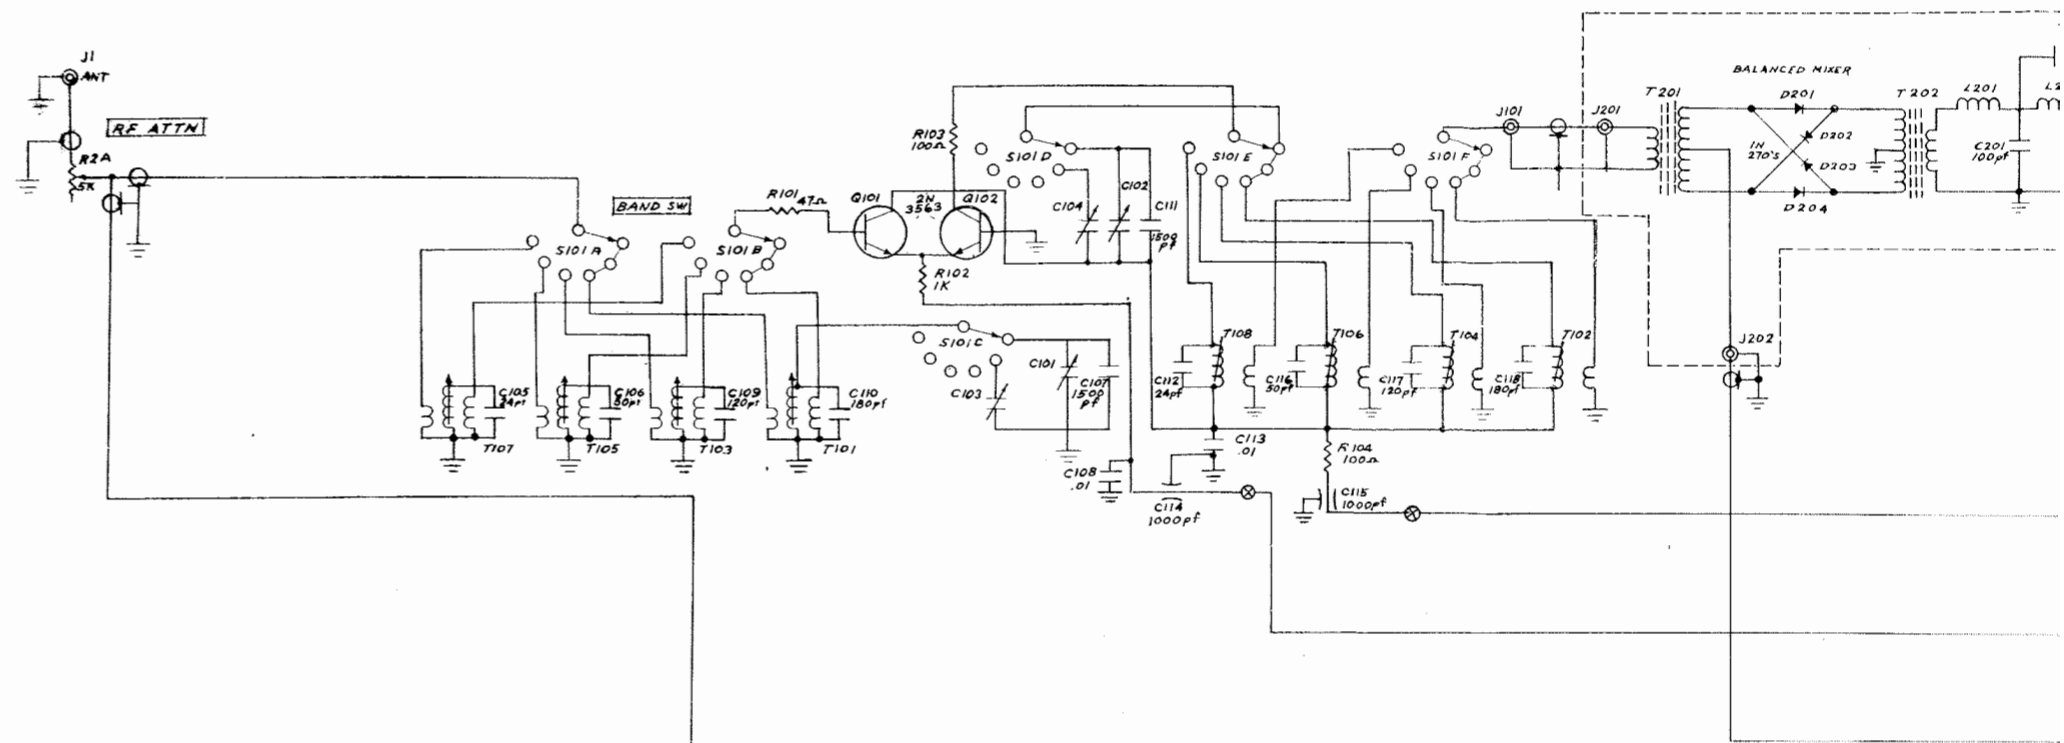 J1
ANT
RF ATTN
R2A
5K
BAND SW
S101A
S101B
R101
47Ω
Q101
2N
3563
Q102
R102
1K
R103
100Ω
S101D
C104
C102
C111
1500
pf
S101E
S101F
J101
J201
T201
BALANCED MIXER
D201
D202
D203
D204
IN
270'S
T202
L201
C201
100pf
J202
C105
24pf
T107
C106
50pf
T105
C109
120pf
T103
C110
180pf
T101
S101C
C103
C101
C107
1500
pf
C108
.01
C114
1000pf
C113
.01
T108
C112
24pf
T106
C116
50pf
T104
C117
120pf
T102
C118
180pf
R104
100Ω
C115
1000pf